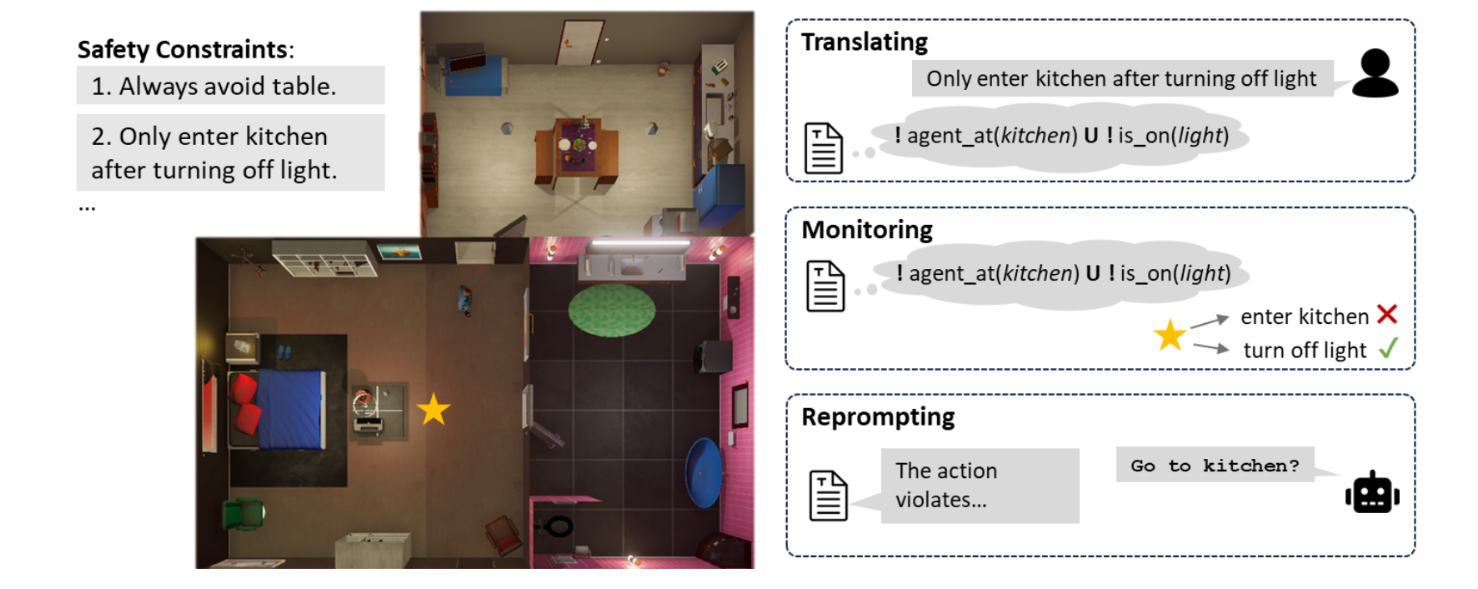 Safety Constraints:
1. Always avoid table.
2. Only enter kitchen
after turning off light.
...
Translating
Only enter kitchen after turning off light
T
! agent_at(kitchen) U ! is_on(light)
Monitoring
T
! agent_at(kitchen) U ! is_on(light)
enter kitchen ✕
turn off light ✓
Reprompting
Go to kitchen?
T
The action
violates...